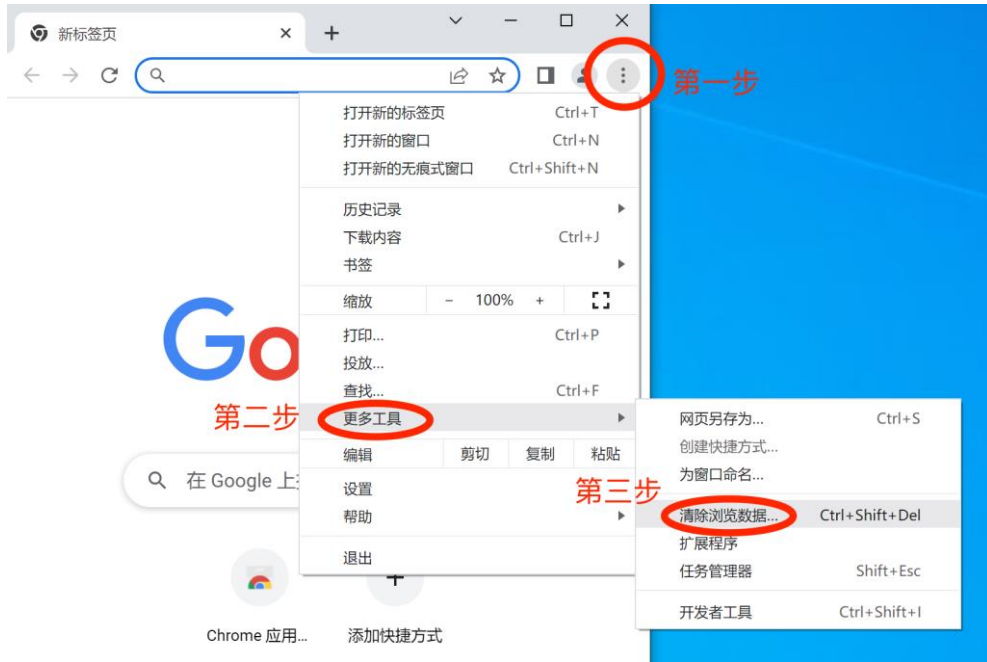 新标签页
第一步
打开新的标签页 Ctrl+T
打开新的窗口 Ctrl+N
打开新的无痕式窗口 Ctrl+Shift+N
历史记录
下载内容 Ctrl+J
书签
缩放 - 100% +
打印... Ctrl+P
投放...
查找... Ctrl+F
更多工具
编辑 剪切 复制 粘贴
设置
帮助
退出
Go
第二步
在 Google 上
第三步
网页另存为... Ctrl+S
创建快捷方式...
为窗口命名...
清除浏览数据... Ctrl+Shift+Del
扩展程序
任务管理器 Shift+Esc
开发者工具 Ctrl+Shift+I
Chrome 应用...
添加快捷方式